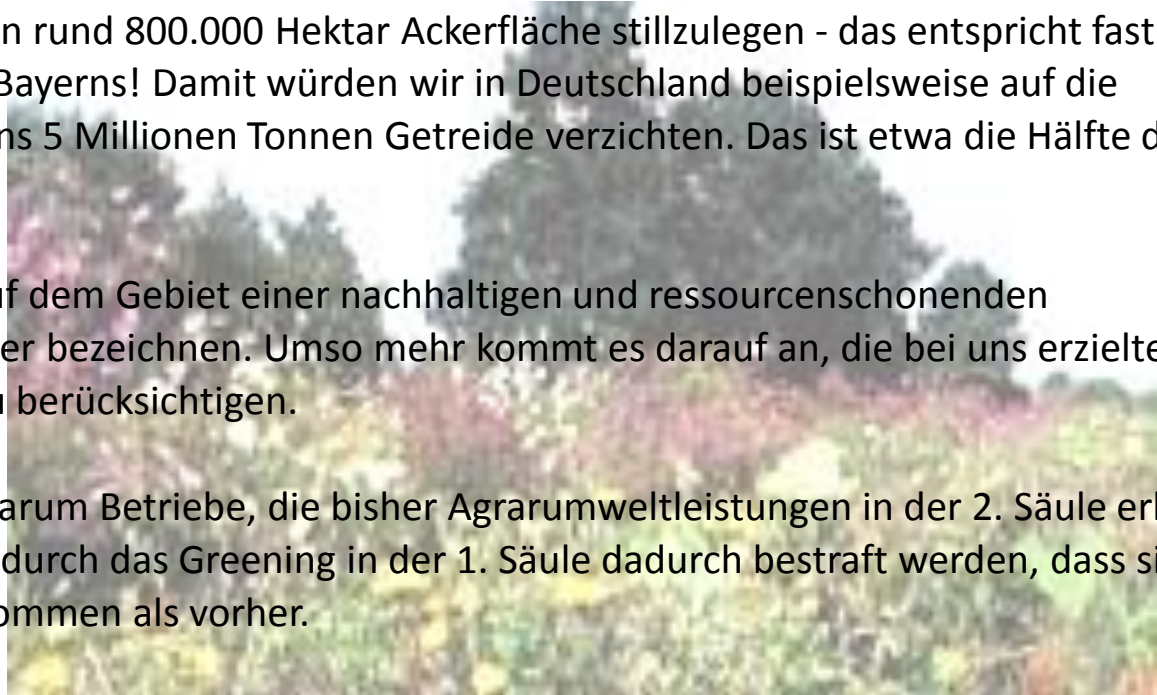 n rund 800.000 Hektar Ackerfläche stillzulegen - das entspricht fast
Bayerns! Damit würden wir in Deutschland beispielsweise auf die
ns 5 Millionen Tonnen Getreide verzichten. Das ist etwa die Hälfte d
uf dem Gebiet einer nachhaltigen und ressourcenschonenden
er bezeichnen. Umso mehr kommt es darauf an, die bei uns erzielte
u berücksichtigen.
arum Betriebe, die bisher Agrarumweltleistungen in der 2. Säule erl
durch das Greening in der 1. Säule dadurch bestraft werden, dass si
ommen als vorher.